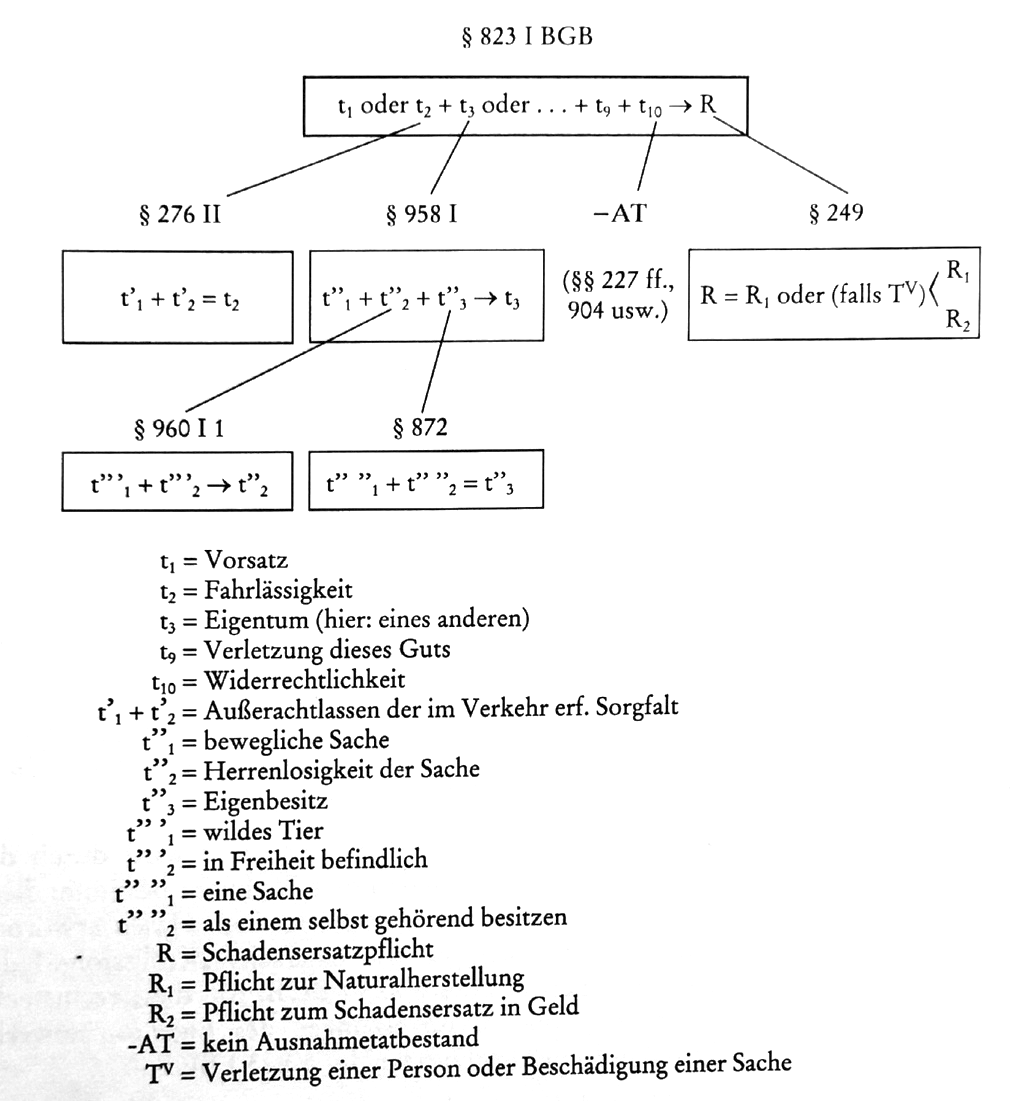 § 823 I BGB
t₁ oder t₂ + t₃ oder . . . + t₉ + t₁₀ → R
§ 276 II
§ 958 I
–AT
§ 249
t’₁ + t’₂ = t₂
t”₁ + t”₂ + t”₃ → t₃
(§§ 227 ff.,
904 usw.)
R = R₁ oder (falls Tⱽ)⟨ R₁
R₂
§ 960 I 1
§ 872
t”’₁ + t”’₂ → t”₂
t” ”₁ + t” ”₂ = t”₃
t₁ = Vorsatz
t₂ = Fahrlässigkeit
t₃ = Eigentum (hier: eines anderen)
t₉ = Verletzung dieses Guts
t₁₀ = Widerrechtlichkeit
t’₁ + t’₂ = Außerachtlassen der im Verkehr erf. Sorgfalt
t”₁ = bewegliche Sache
t”₂ = Herrenlosigkeit der Sache
t”₃ = Eigenbesitz
t” ’₁ = wildes Tier
t” ’₂ = in Freiheit befindlich
t” ”₁ = eine Sache
t” ”₂ = als einem selbst gehörend besitzen
R = Schadensersatzpflicht
R₁ = Pflicht zur Naturalherstellung
R₂ = Pflicht zum Schadensersatz in Geld
-AT = kein Ausnahmetatbestand
Tⱽ = Verletzung einer Person oder Beschädigung einer Sache